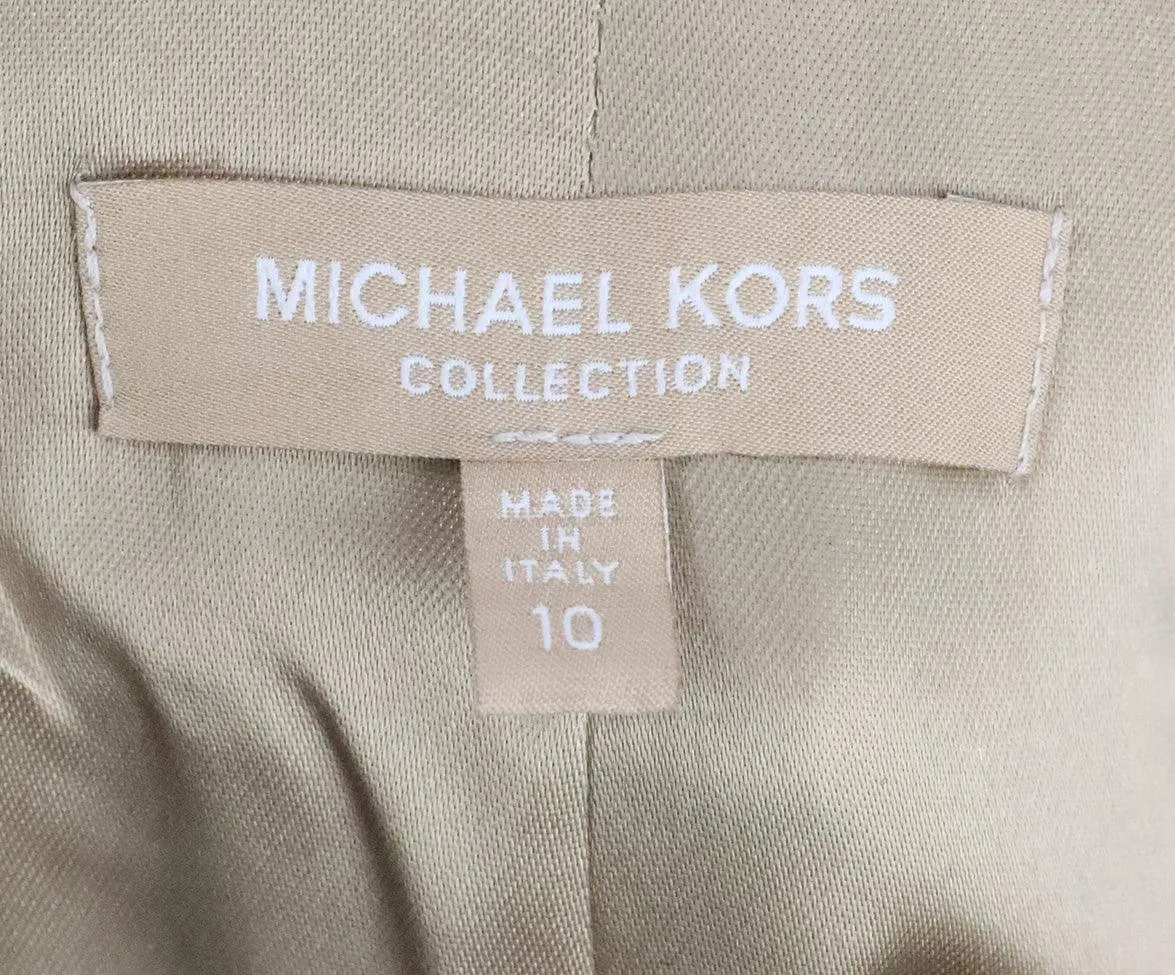 MICHAEL KORS
COLLECTION
MADE
IN
ITALY
10